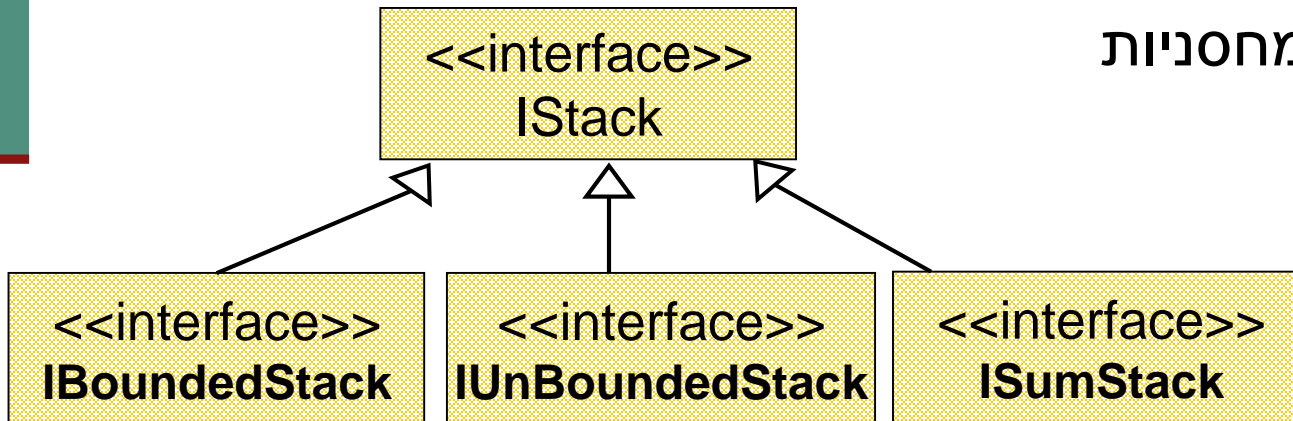 מחסניות
<<interface>>
IStack
<<interface>>
IBoundedStack
<<interface>>
IUnBoundedStack
<<interface>>
ISumStack